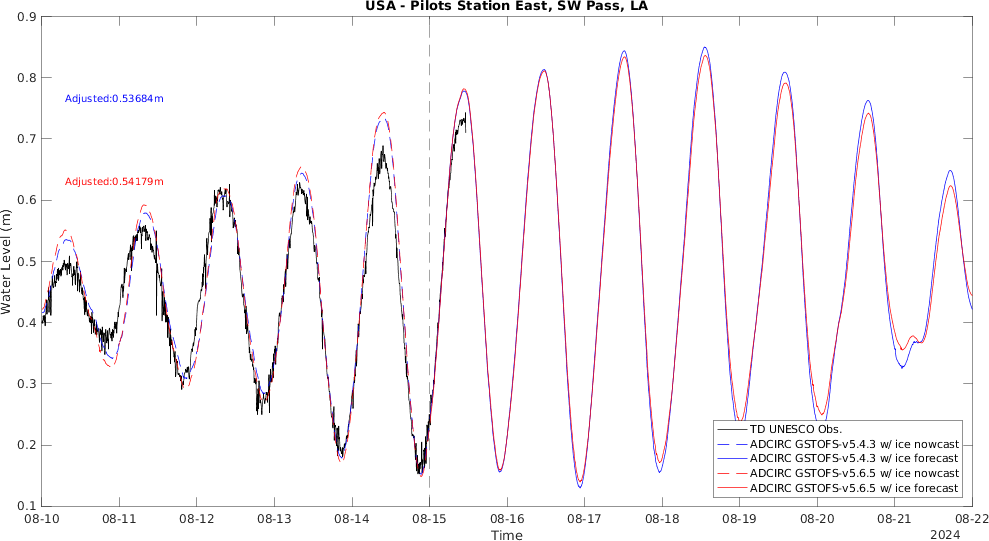 USA - Pilots Station East, SW Pass, LA
0.9
0.8
0.7
0.6
0.5
0.4
0.3
0.2
0.1
Water Level (m)
Adjusted:0.53684m
Adjusted:0.54179m
TD UNESCO Obs.
ADCIRC GSTOFS-v5.4.3 w/ ice nowcast
ADCIRC GSTOFS-v5.4.3 w/ ice forecast
ADCIRC GSTOFS-v5.6.5 w/ ice nowcast
ADCIRC GSTOFS-v5.6.5 w/ ice forecast
08-10 08-11 08-12 08-13 08-14 08-15 08-16 08-17 08-18 08-19 08-20 08-21 08-22
Time
2024